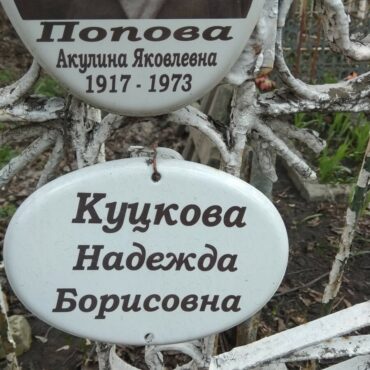 Попова
Акулина Яковлевна
1917 - 1973
Куцкова
Надежда
Борисовна